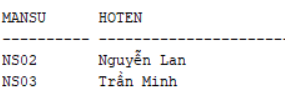 MANSU      HOTEN
---------- ------------------------
NS02       Nguyễn Lan
NS03       Trần Minh